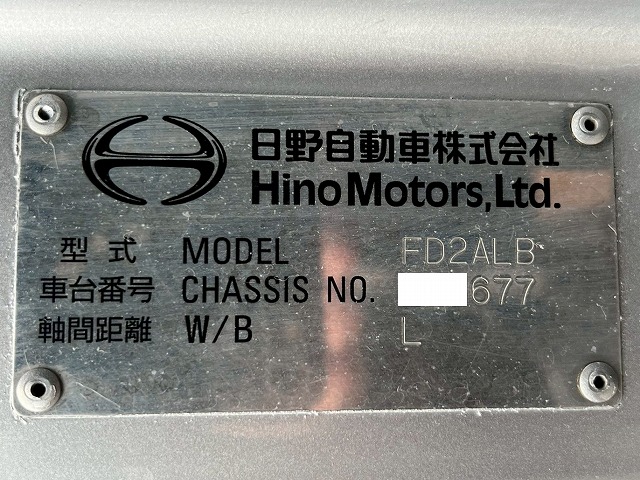 日野自動車株式会社
Hino Motors, Ltd.
型式 MODEL FD2ALB
車台番号 CHASSIS NO. 677
軸間距離 W/B L